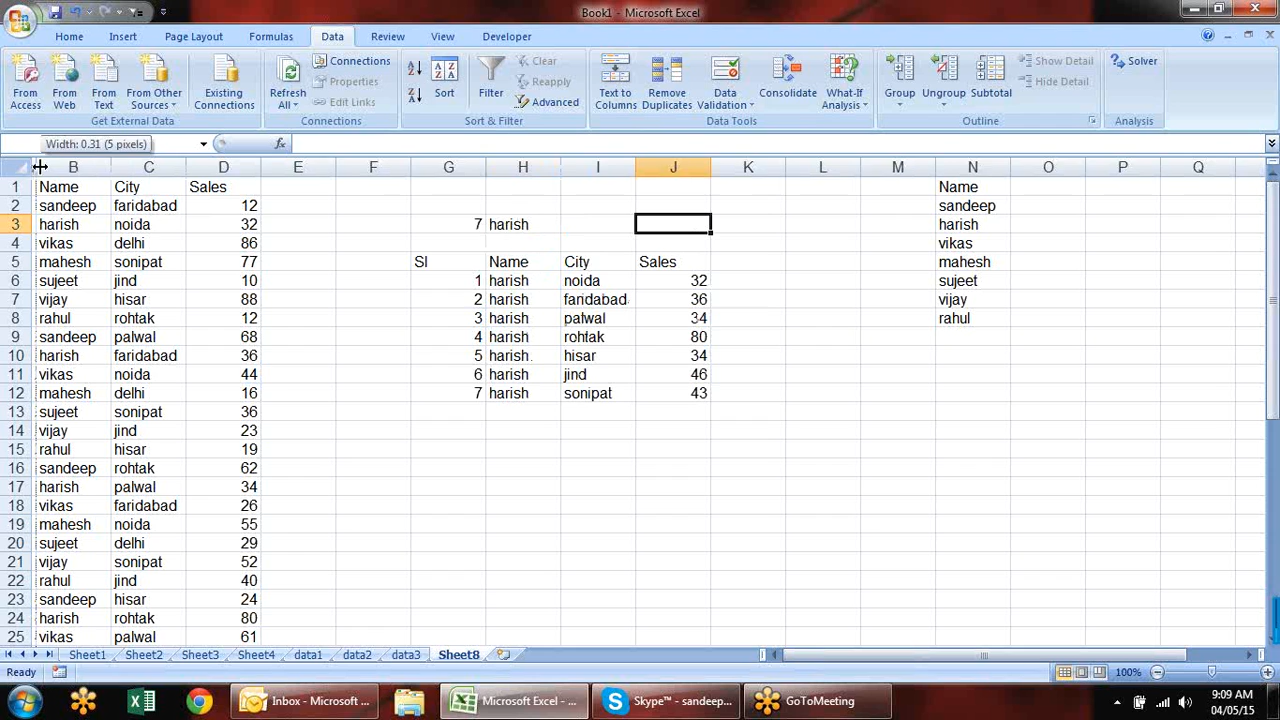 Book1 - Microsoft Excel
Home Insert Page Layout Formulas Data Review View Developer
From Access
From Web
From Text
From Other Sources
Existing Connections
Get External Data
Refresh All
Connections
Properties
Edit Links
Connections
Sort
Filter
Clear
Reapply
Advanced
Sort & Filter
Text to Columns
Remove Duplicates
Data Validation
Consolidate
What-If Analysis
Data Tools
Group
Ungroup
Subtotal
Show Detail
Hide Detail
Outline
Solver
Analysis
Width: 0.31 (5 pixels)
fx
B C D E F G H I J K L M N O P Q
1 Name City Sales Name
2 sandeep faridabad 12 sandeep
3 harish noida 32 7 harish harish
4 vikas delhi 86 vikas
5 mahesh sonipat 77 Sl Name City Sales mahesh
6 sujeet jind 10 1 harish noida 32 sujeet
7 vijay hisar 88 2 harish faridabad 36 vijay
8 rahul rohtak 12 3 harish palwal 34 rahul
9 sandeep palwal 68 4 harish rohtak 80
10 harish faridabad 36 5 harish hisar 34
11 vikas noida 44 6 harish jind 46
12 mahesh delhi 16 7 harish sonipat 43
13 sujeet sonipat 36
14 vijay jind 23
15 rahul hisar 19
16 sandeep rohtak 62
17 harish palwal 34
18 vikas faridabad 26
19 mahesh noida 55
20 sujeet delhi 29
21 vijay sonipat 52
22 rahul jind 40
23 sandeep hisar 24
24 harish rohtak 80
25 vikas palwal 61
Sheet1 Sheet2 Sheet3 Sheet4 data1 data2 data3 Sheet8
Ready 100%
Inbox - Microsoft ...
Microsoft Excel - ...
Skype™ - sandeep...
GoToMeeting
9:09 AM
04/05/15